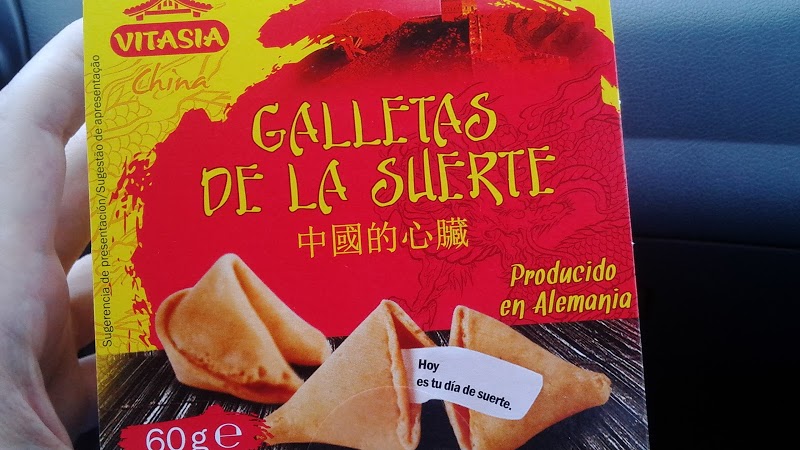 VITASIA
China
Sugerencia de presentación/Sugestão de apresentação
GALLETAS
DE LA SUERTE
中國的心臟
Producido
en Alemania
Hoy
es tu día de suerte.
60 g e